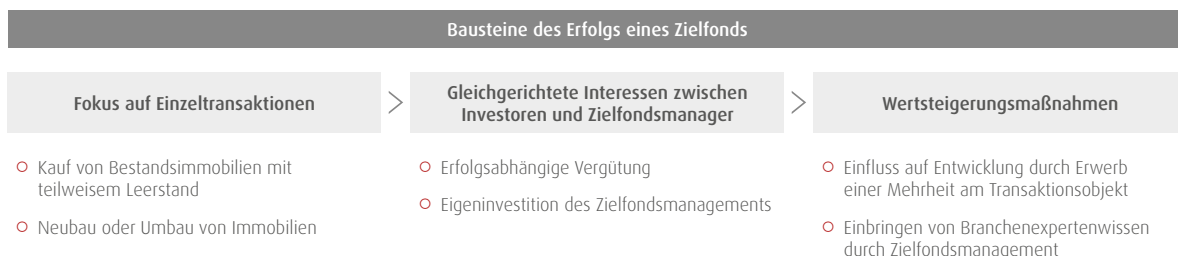 Bausteine des Erfolgs eines Zielfonds
Fokus auf Einzeltransaktionen
Kauf von Bestandsimmobilien mit
teilweisem Leerstand
Neubau oder Umbau von Immobilien
Gleichgerichtete Interessen zwischen
Investoren und Zielfondsmanager
Erfolgsabhängige Vergütung
Eigeninvestition des Zielfondsmanagements
Wertsteigerungsmaßnahmen
Einfluss auf Entwicklung durch Erwerb
einer Mehrheit am Transaktionsobjekt
Einbringen von Branchenexpertenwissen
durch Zielfondsmanagement